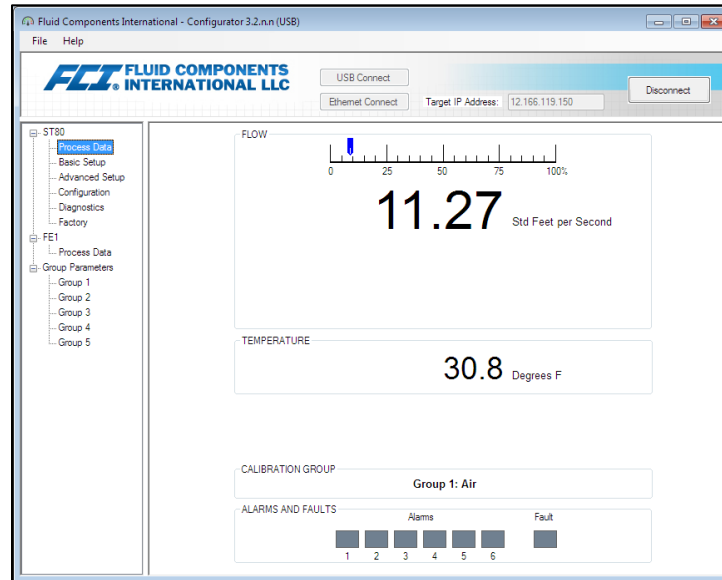 Fluid Components International - Configurator 3.2.n.n (USB)
File Help
FCI. FLUID COMPONENTS
® INTERNATIONAL LLC
USB Connect
Ethernet Connect
Target IP Address: 12.166.119.150
Disconnect
ST80
Process Data
Basic Setup
Advanced Setup
Configuration
Diagnostics
Factory
FE1
Process Data
Group Parameters
Group 1
Group 2
Group 3
Group 4
Group 5
FLOW
0 25 50 75 100%
11.27 Std Feet per Second
TEMPERATURE
30.8 Degrees F
CALIBRATION GROUP
Group 1: Air
ALARMS AND FAULTS
Alarms Fault
1 2 3 4 5 6